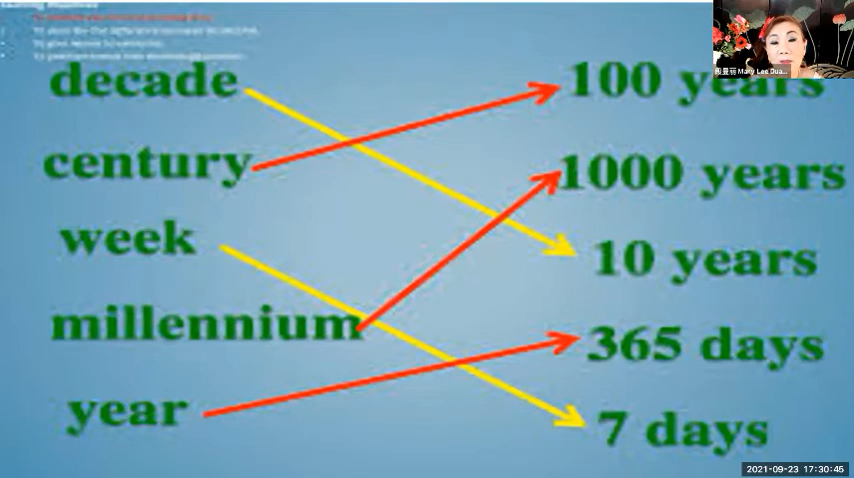 decade
100 years
century
1000 years
week
10 years
millennium
365 days
year
7 days
2021-09-23 17:30:45